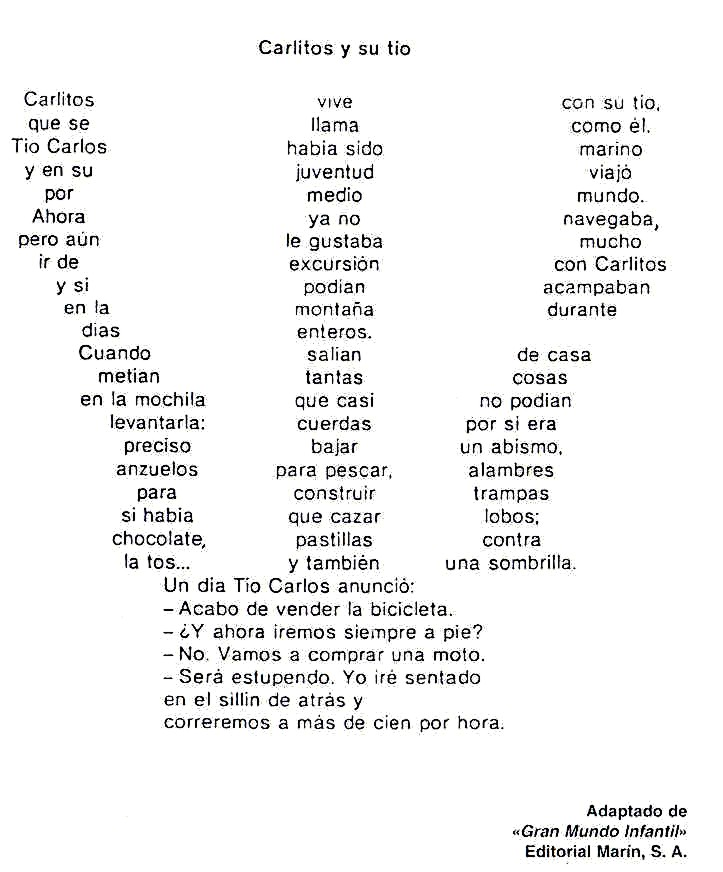 Carlitos y su tio
Carlitos vive con su tio,
que se llama como él.
Tio Carlos habia sido marino
y en su juventud viajó
por medio mundo.
Ahora ya no navegaba,
pero aún le gustaba mucho
ir de excursión con Carlitos
y si podian acampaban
en la montaña durante
dias enteros.
Cuando salian de casa
metian tantas cosas
en la mochila que casi no podian
levantarla: cuerdas por si era
preciso bajar un abismo,
anzuelos para pescar, alambres
para construir trampas
si habia que cazar lobos;
chocolate, pastillas contra
la tos... y también una sombrilla.
Un dia Tio Carlos anunció:
– Acabo de vender la bicicleta.
– ¿Y ahora iremos siempre a pie?
– No. Vamos a comprar una moto.
– Será estupendo. Yo iré sentado
en el sillin de atrás y
correremos a más de cien por hora.
Adaptado de
«Gran Mundo Infantil»
Editorial Marín, S. A.